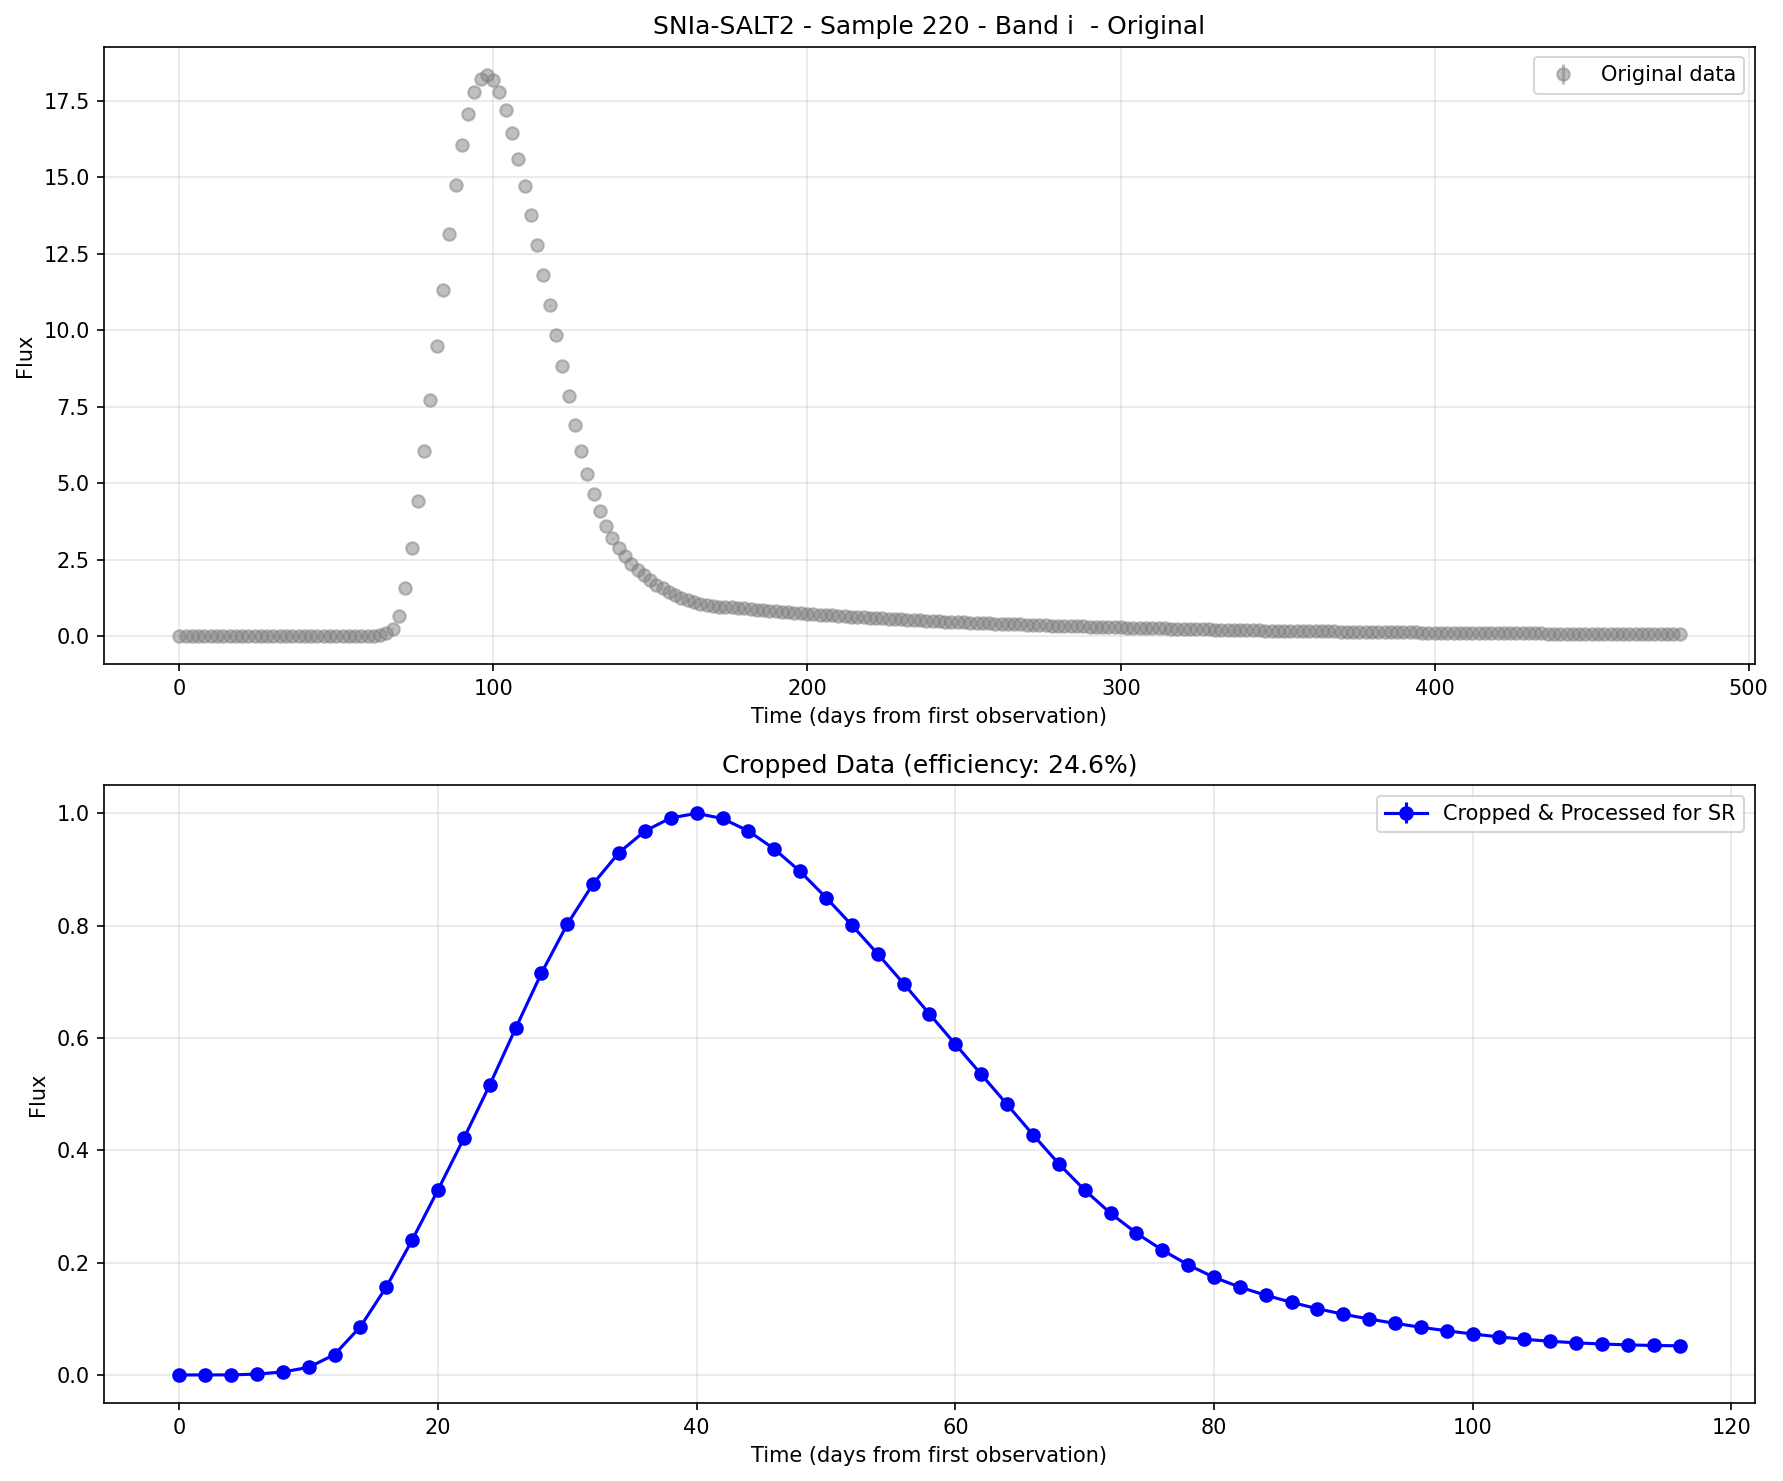 SNIa-SALT2 - Sample 220 - Band i - Original
Original data
17.5
15.0
12.5
10.0
7.5
5.0
2.5
0.0
Flux
0 100 200 300 400 500
Time (days from first observation)
Cropped Data (efficiency: 24.6%)
Cropped & Processed for SR
1.0
0.8
0.6
0.4
0.2
0.0
Flux
0 20 40 60 80 100 120
Time (days from first observation)